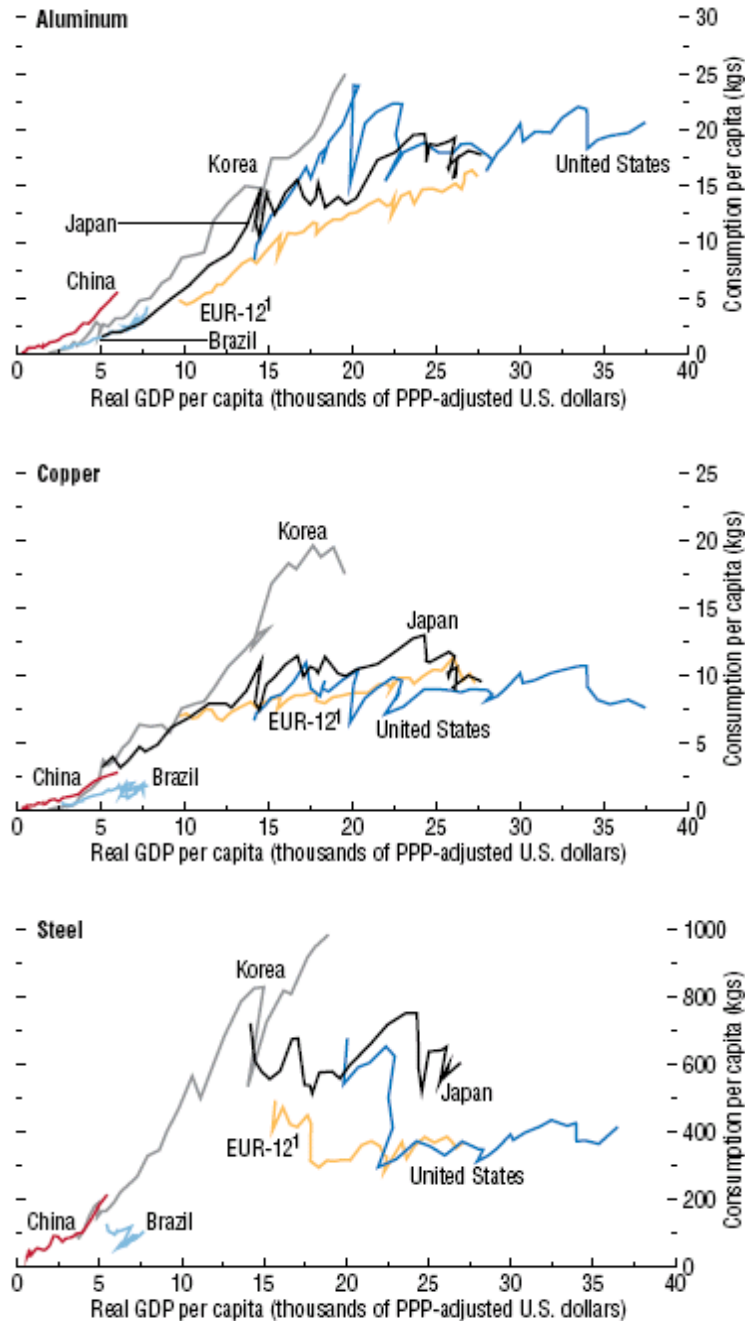 Aluminum
30
25
20
15
10
5
0
Consumption per capita (kgs)
Korea
United States
Japan
China
EUR-12¹
Brazil
0 5 10 15 20 25 30 35 40
Real GDP per capita (thousands of PPP-adjusted U.S. dollars)
Copper
25
20
15
10
5
0
Consumption per capita (kgs)
Korea
Japan
EUR-12¹
United States
China
Brazil
0 5 10 15 20 25 30 35 40
Real GDP per capita (thousands of PPP-adjusted U.S. dollars)
Steel
1000
800
600
400
200
0
Consumption per capita (kgs)
Korea
Japan
EUR-12¹
United States
China
Brazil
0 5 10 15 20 25 30 35 40
Real GDP per capita (thousands of PPP-adjusted U.S. dollars)